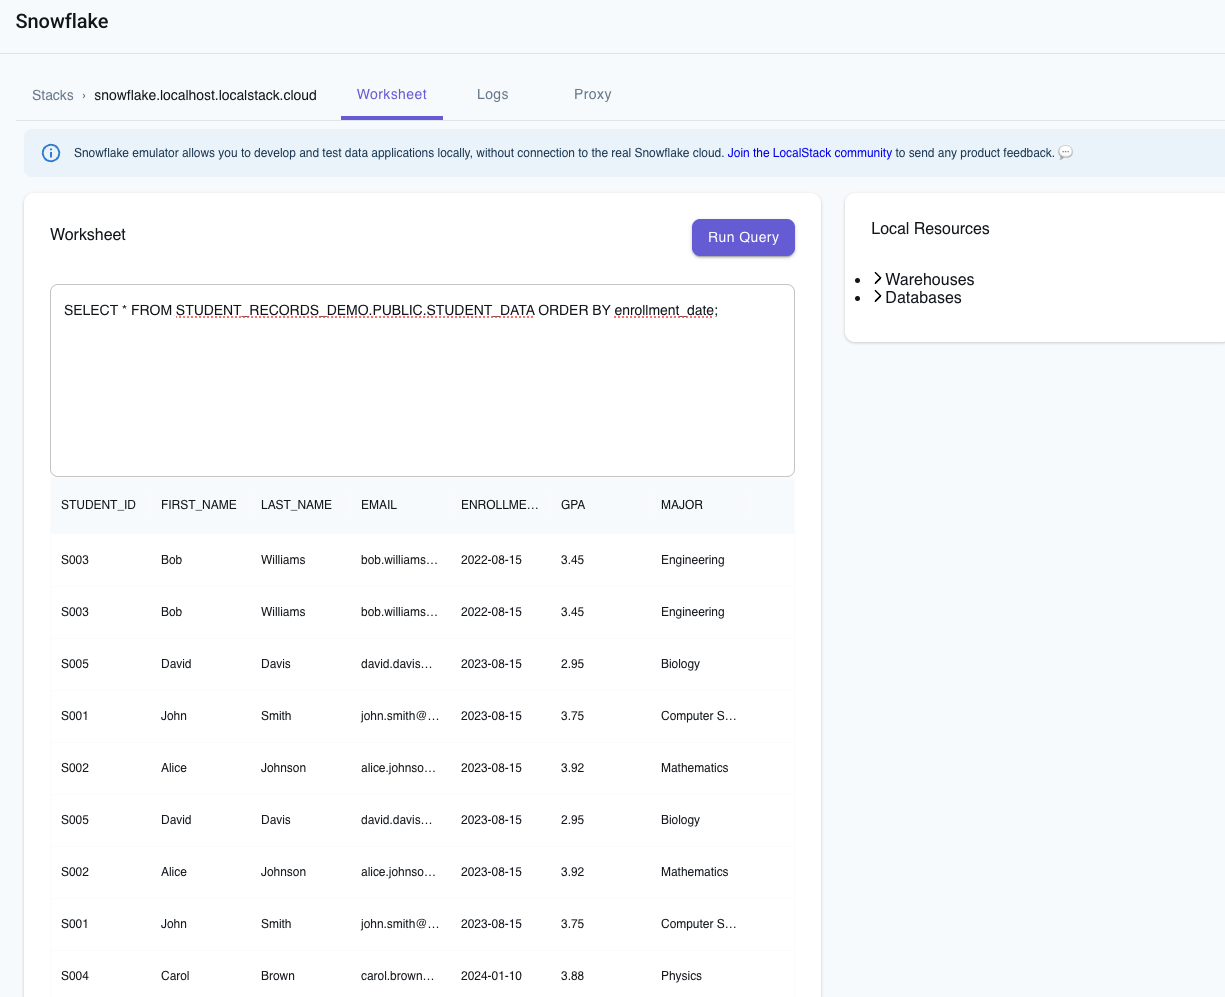 Snowflake
Stacks › snowflake.localhost.localstack.cloud Worksheet Logs Proxy
Snowflake emulator allows you to develop and test data applications locally, without connection to the real Snowflake cloud. Join the LocalStack community to send any product feedback. 💬
Worksheet Run Query
SELECT * FROM STUDENT_RECORDS_DEMO.PUBLIC.STUDENT_DATA ORDER BY enrollment_date;
STUDENT_ID FIRST_NAME LAST_NAME EMAIL ENROLLME... GPA MAJOR
S003 Bob Williams bob.williams... 2022-08-15 3.45 Engineering
S003 Bob Williams bob.williams... 2022-08-15 3.45 Engineering
S005 David Davis david.davis... 2023-08-15 2.95 Biology
S001 John Smith john.smith@... 2023-08-15 3.75 Computer S...
S002 Alice Johnson alice.johnso... 2023-08-15 3.92 Mathematics
S005 David Davis david.davis... 2023-08-15 2.95 Biology
S002 Alice Johnson alice.johnso... 2023-08-15 3.92 Mathematics
S001 John Smith john.smith@... 2023-08-15 3.75 Computer S...
S004 Carol Brown carol.brown... 2024-01-10 3.88 Physics
Local Resources
Warehouses
Databases